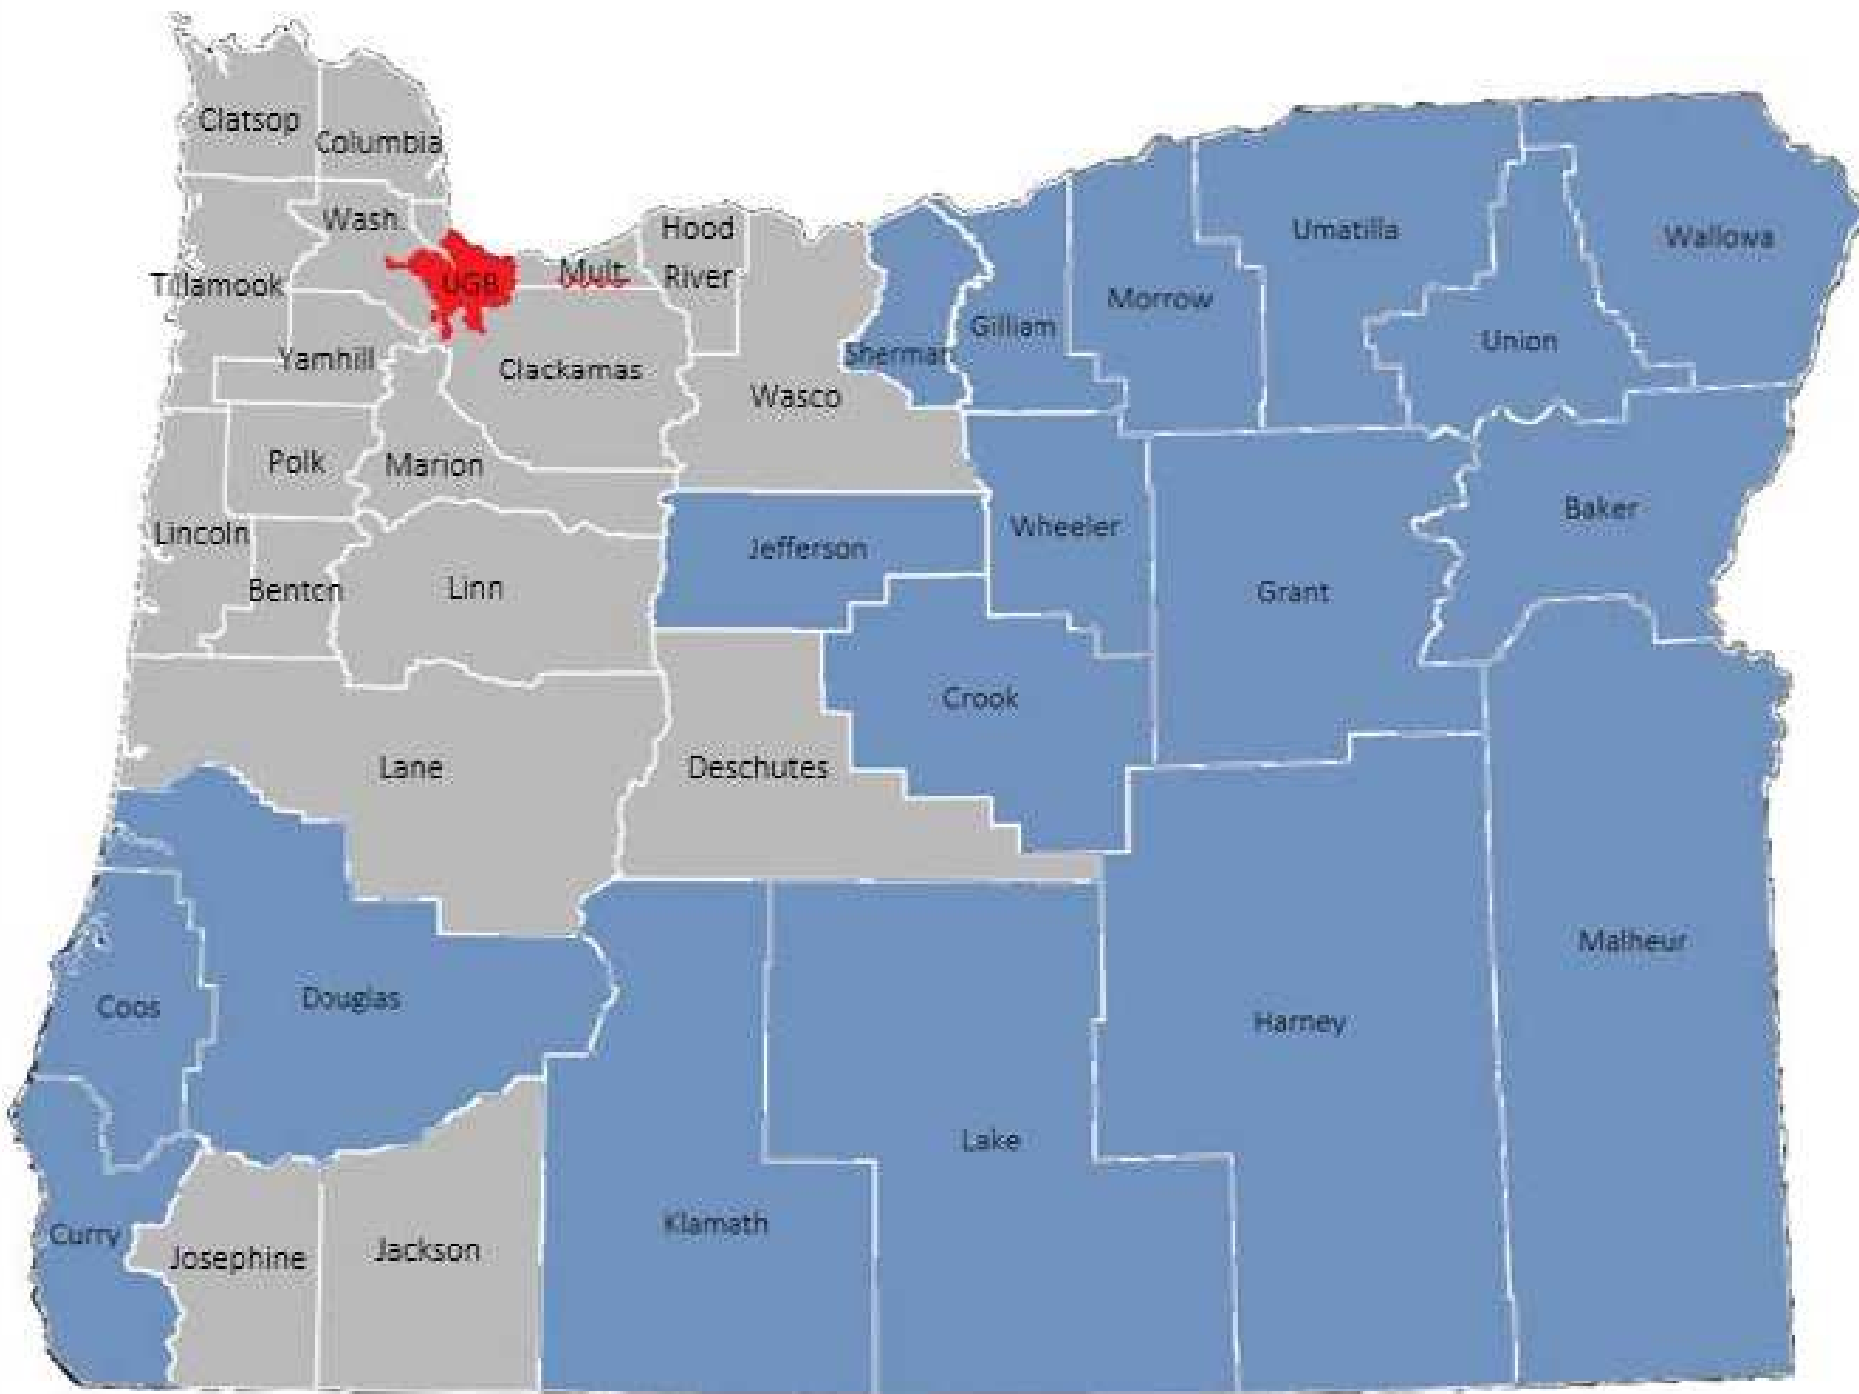 Clatsop
Columbia
Wash.
Hood
River
UGB
Mult.
Tillamook
Umatilla
Wallowa
Morrow
Gilliam
Union
Sherman
Yamhill
Clackamas
Wasco
Polk
Marion
Baker
Lincoln
Wheeler
Jefferson
Benton
Linn
Grant
Crook
Lane
Deschutes
Malheur
Coos
Douglas
Harney
Lake
Klamath
Curry
Josephine
Jackson